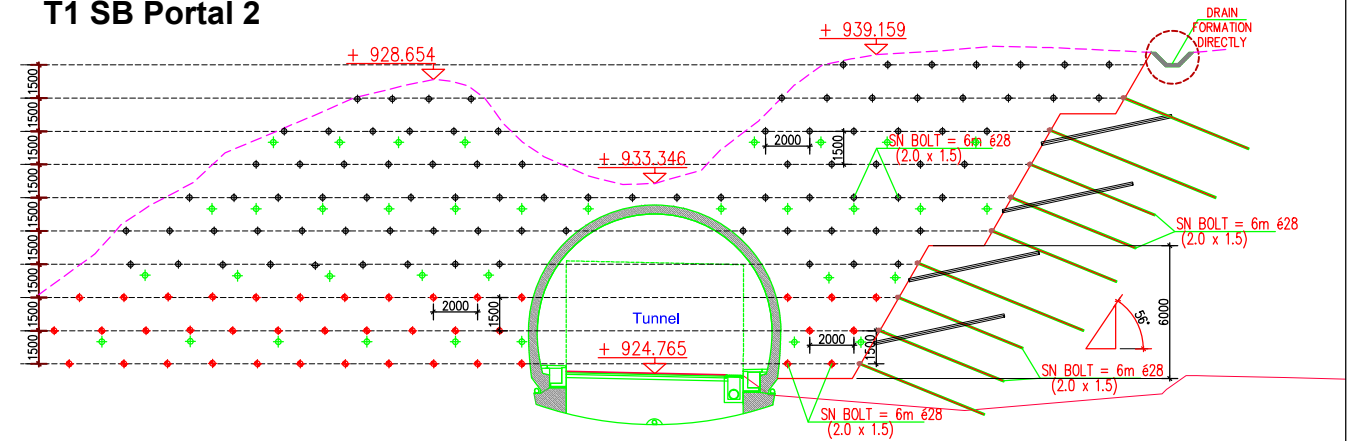 T1 SB Portal 2
DRAIN
FORMATION
DIRECTLY
+ 939.159
+ 928.654
1500
1500
1500
1500
1500
1500
1500
1500
1500
2000
1500
SN BOLT = 6m é28
(2.0 x 1.5)
+ 933.346
SN BOLT = 6m é28
(2.0 x 1.5)
2000
1500
Tunnel
6000
56°
2000
1500
+ 924.765
SN BOLT = 6m é28
(2.0 x 1.5)
SN BOLT = 6m é28
(2.0 x 1.5)